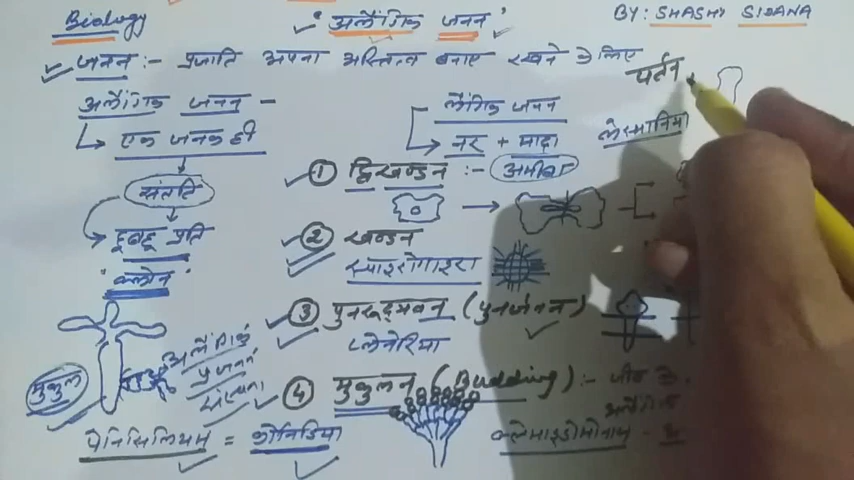 Biology
"अलैंगिक जनन"
BY: SHASHI SIDANA
जनन :- प्रजाति अपना अस्तित्व बनाए रखने के लिए
अलैंगिक जनन -
एक जनक ही
संतति
हूबहू प्रति
"क्लोन"
मुकुल
अलैंगिक
प्रजनन
संरचना
पेनिसिलियम = कोनिडिया
लैंगिक जनन
नर + मादा
① द्विखण्डन :- अमीबा
② खण्डन
स्पाइरोगाइरा
③ पुनरूद्भवन (पुनर्जनन)
प्लेनेरिया
④ मुकुलन (Budding) :- जीव के
अलैंगिक
क्लेमाइडोमोनास -
लेस्मानिया